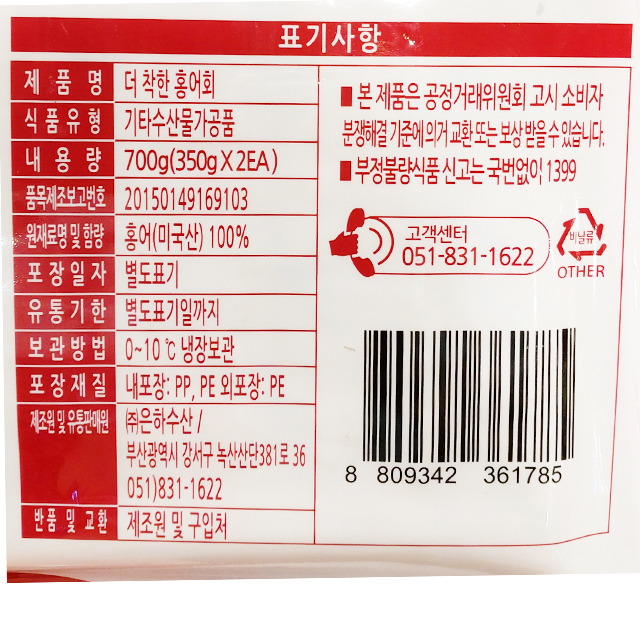 표기사항
제품명 더 착한 홍어회
식품유형 기타수산물가공품
내용량 700g(350g X 2EA)
품목제조보고번호 20150149169103
원재료명 및 함량 홍어(미국산) 100%
포장일자 별도표기
유통기한 별도표기일까지
보관방법 0~10 ℃ 냉장보관
포장재질 내포장: PP, PE 외포장: PE
제조원 및 유통판매원 ㈜은하수산 /
부산광역시 강서구 녹산산단381로 36
051)831-1622
반품 및 교환 제조원 및 구입처
■ 본 제품은 공정거래위원회 고시 소비자
분쟁해결 기준에 의거 교환 또는 보상 받을 수 있습니다.
■ 부정불량식품 신고는 국번없이 1399
고객센터
051-831-1622
비닐류
OTHER
8 809342 361785